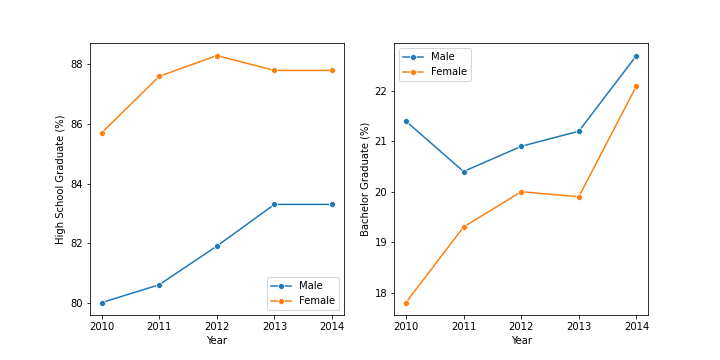 High School Graduate (%)
88
86
84
82
80
Male
Female
2010 2011 2012 2013 2014
Year
Bachelor Graduate (%)
Male
Female
22
21
20
19
18
2010 2011 2012 2013 2014
Year